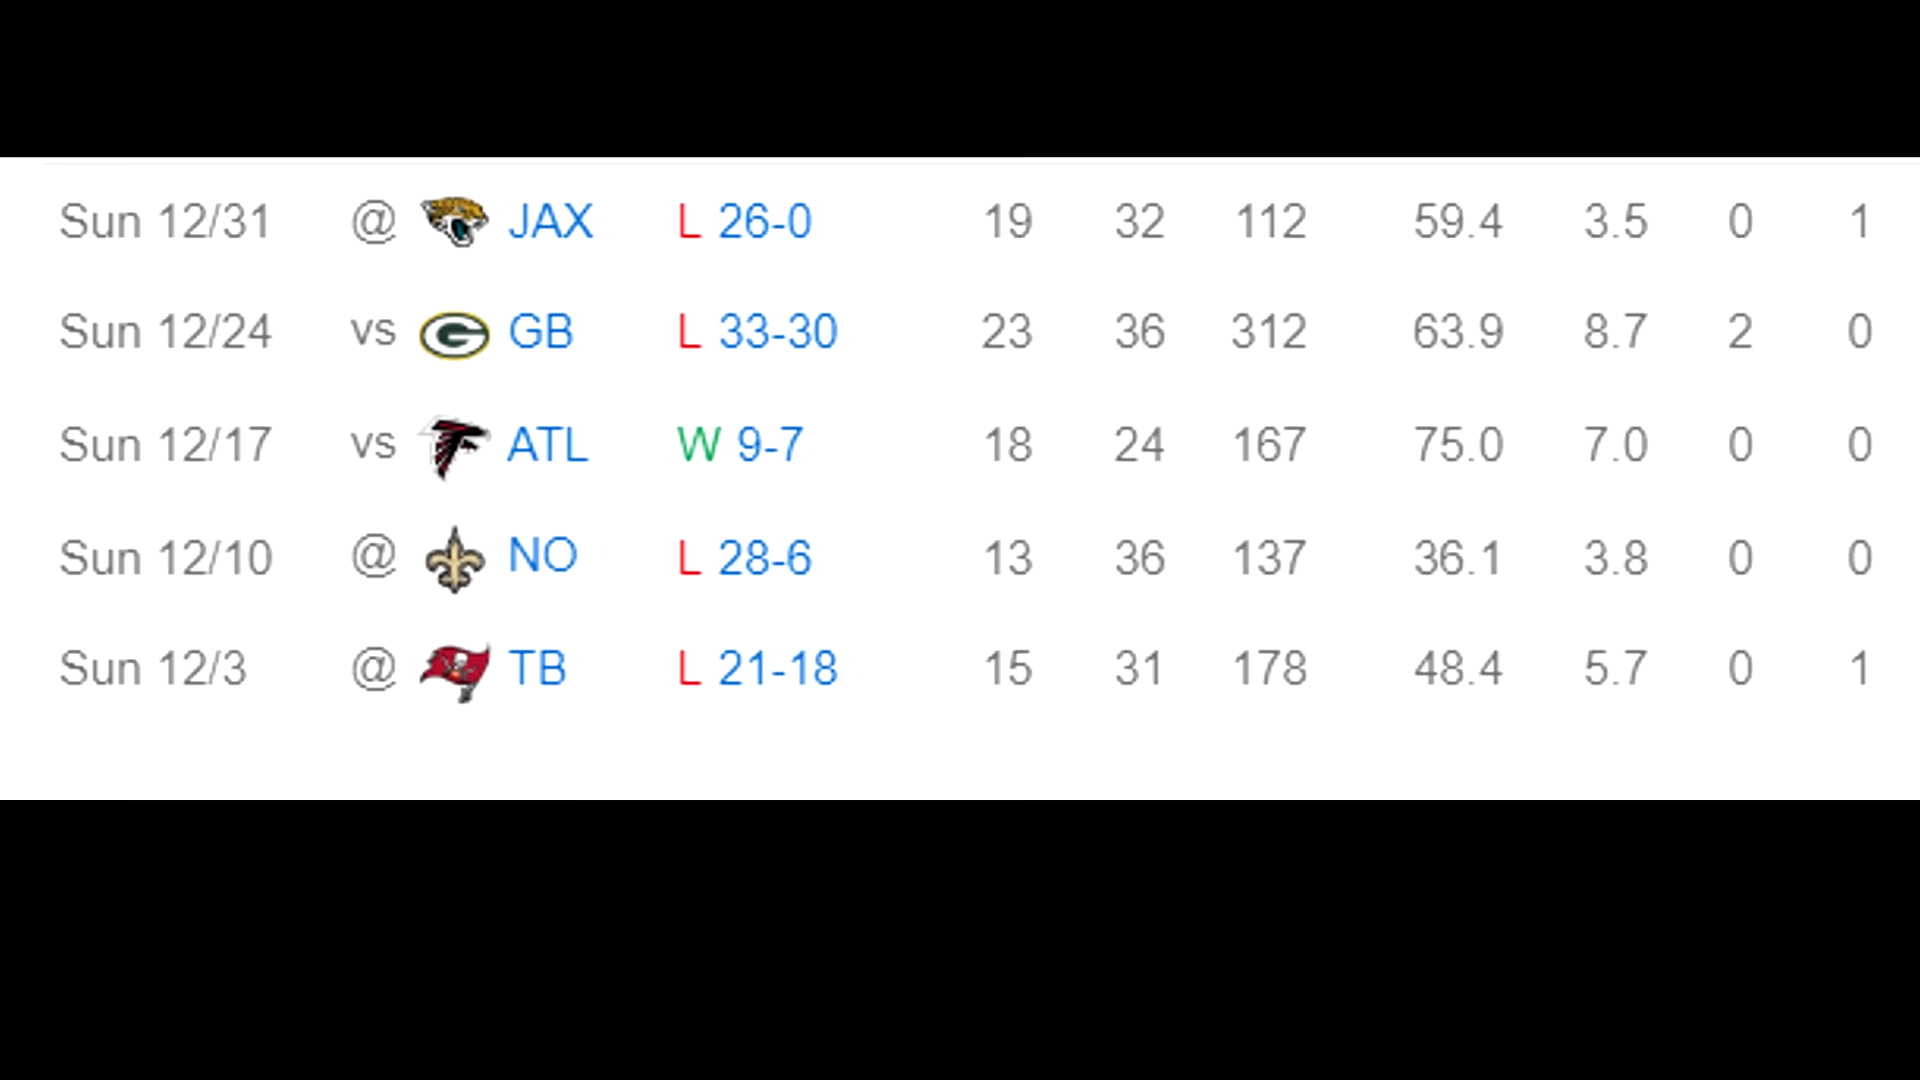 Sun 12/31 @ JAX L 26-0 19 32 112 59.4 3.5 0 1
Sun 12/24 vs GB L 33-30 23 36 312 63.9 8.7 2 0
Sun 12/17 vs ATL W 9-7 18 24 167 75.0 7.0 0 0
Sun 12/10 @ NO L 28-6 13 36 137 36.1 3.8 0 0
Sun 12/3 @ TB L 21-18 15 31 178 48.4 5.7 0 1